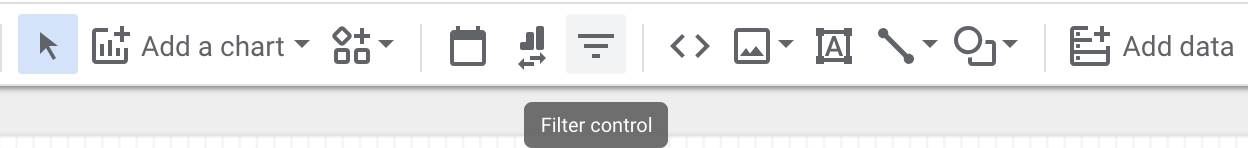 Add a chart
Add data
Filter control